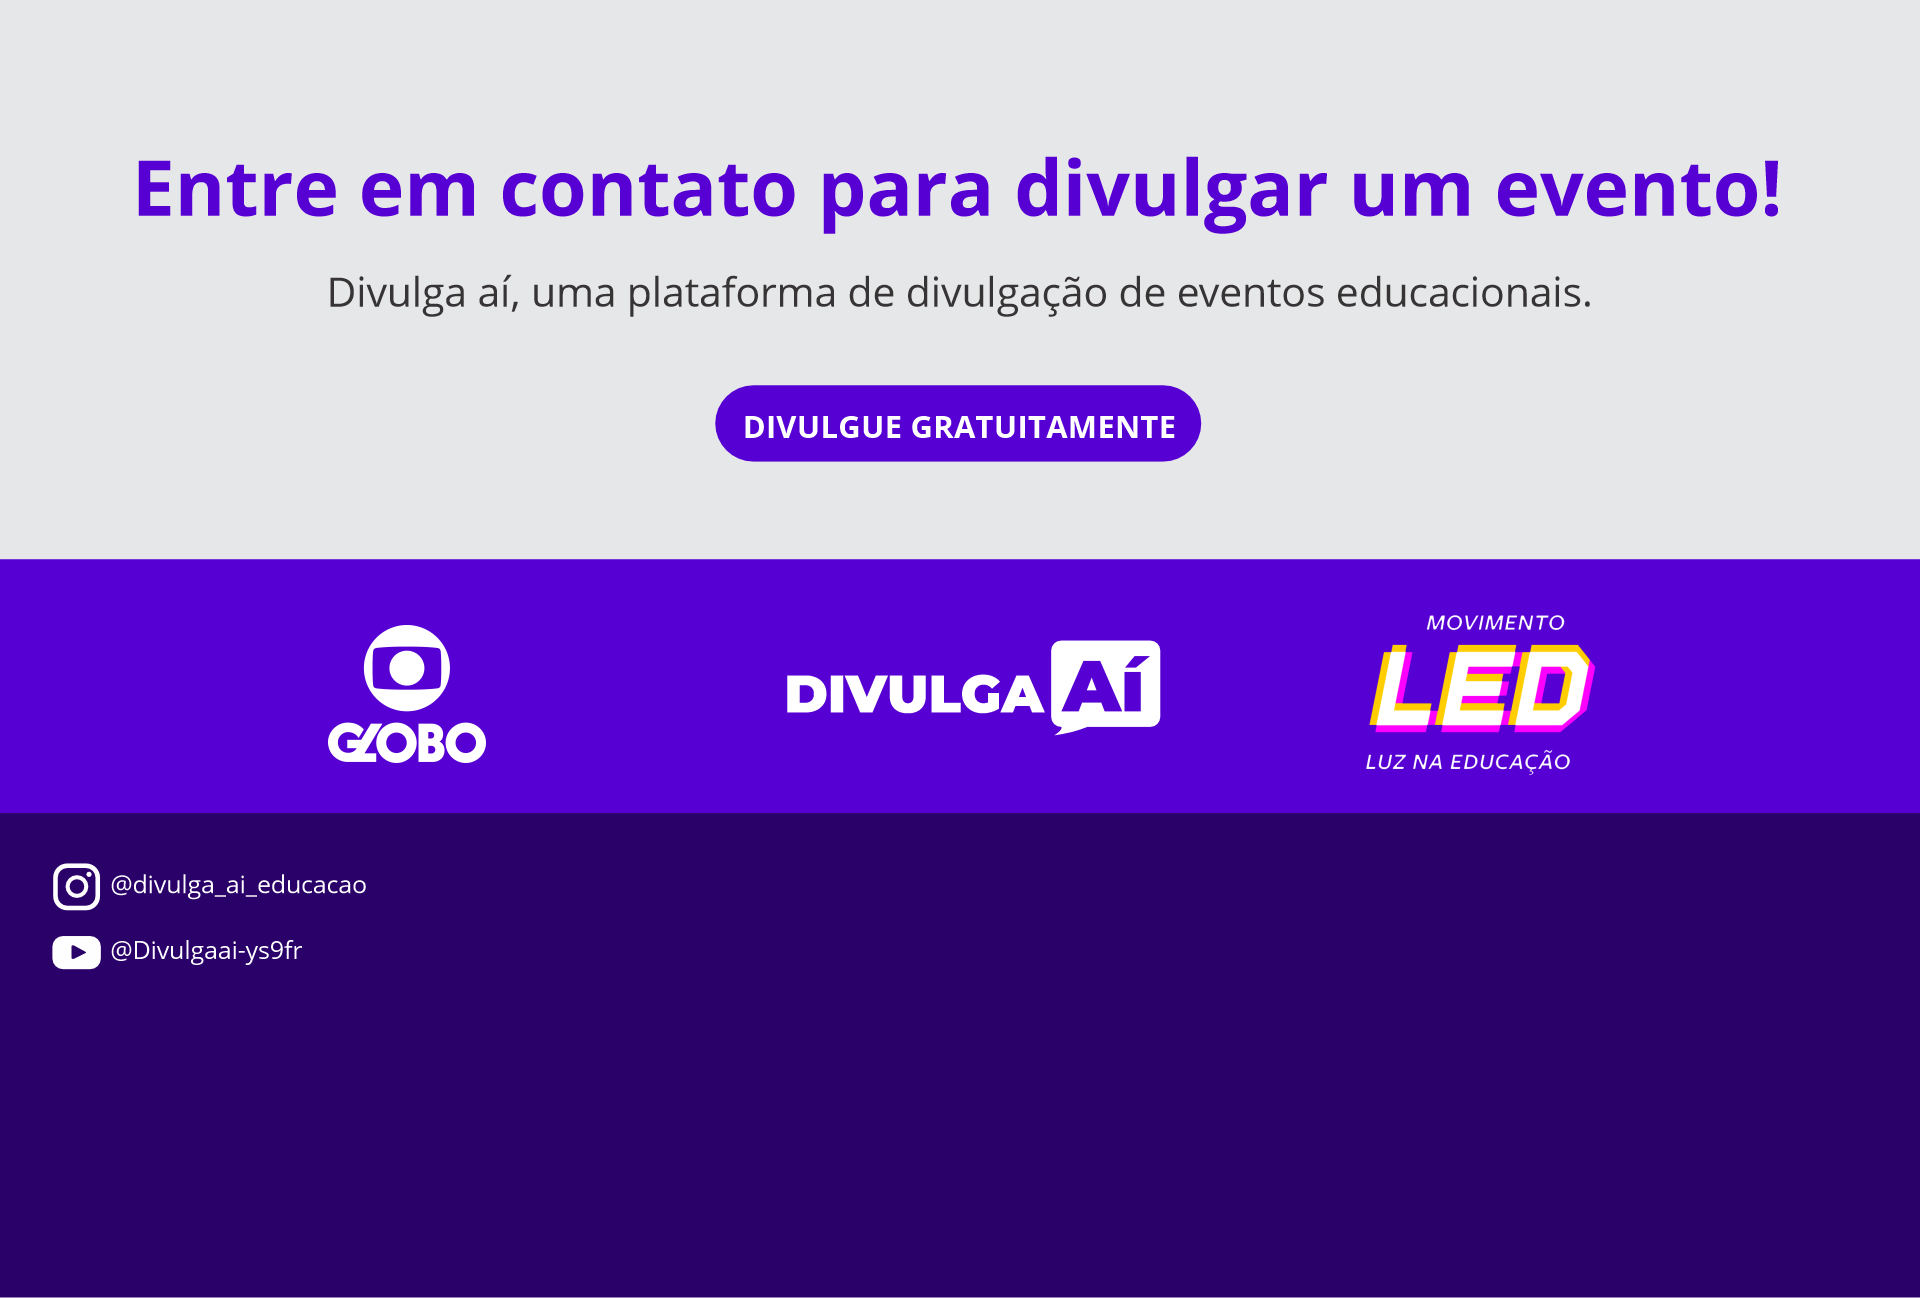 Entre em contato para divulgar um evento!
Divulga aí, uma plataforma de divulgação de eventos educacionais.
DIVULGUE GRATUITAMENTE
GLOBO
DIVULGA Aí
MOVIMENTO
LED
LUZ NA EDUCAÇÃO
@divulga_ai_educacao
@Divulgaai-ys9fr